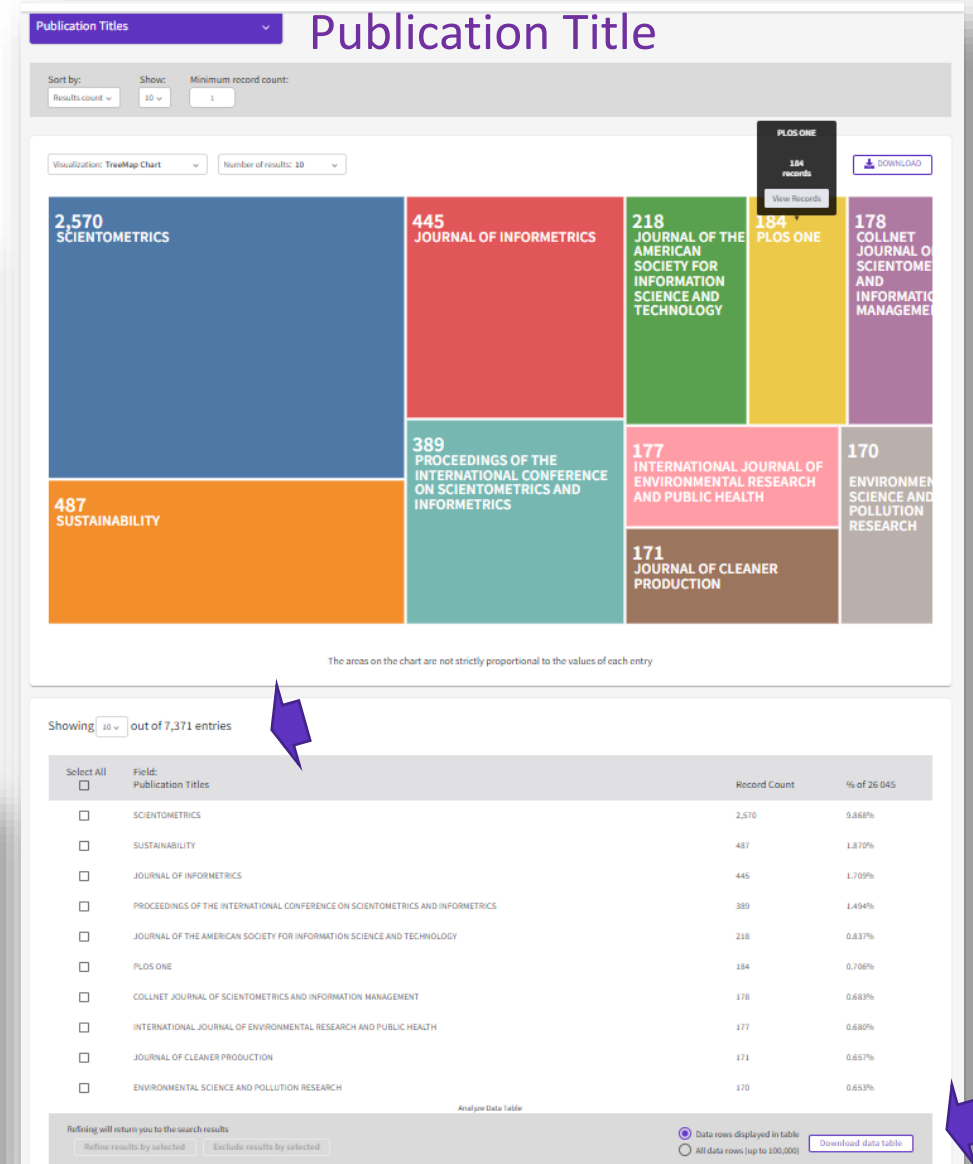 Publication Titles
Publication Title
Sort by: Show: Minimum record count:
Results count 10 1
PLOS ONE
184
records
View Records
Visualization: TreeMap Chart Number of results: 10 DOWNLOAD
2,570
SCIENTOMETRICS
445
JOURNAL OF INFORMETRICS
218
JOURNAL OF THE
AMERICAN
SOCIETY FOR
INFORMATION
SCIENCE AND
TECHNOLOGY
184
PLOS ONE
178
COLLNET
JOURNAL O
SCIENTOME
AND
INFORMATIO
MANAGEME
487
SUSTAINABILITY
389
PROCEEDINGS OF THE
INTERNATIONAL CONFERENCE
ON SCIENTOMETRICS AND
INFORMETRICS
177
INTERNATIONAL JOURNAL OF
ENVIRONMENTAL RESEARCH
AND PUBLIC HEALTH
171
JOURNAL OF CLEANER
PRODUCTION
170
ENVIRONMEN
SCIENCE AND
POLLUTION
RESEARCH
The areas on the chart are not strictly proportional to the values of each entry
Showing 10 out of 7,371 entries
Select All Field:
Publication Titles Record Count % of 26 045
SCIENTOMETRICS 2,570 9.868%
SUSTAINABILITY 487 1.870%
JOURNAL OF INFORMETRICS 445 1.709%
PROCEEDINGS OF THE INTERNATIONAL CONFERENCE ON SCIENTOMETRICS AND INFORMETRICS 389 1.494%
JOURNAL OF THE AMERICAN SOCIETY FOR INFORMATION SCIENCE AND TECHNOLOGY 218 0.837%
PLOS ONE 184 0.706%
COLLNET JOURNAL OF SCIENTOMETRICS AND INFORMATION MANAGEMENT 178 0.683%
INTERNATIONAL JOURNAL OF ENVIRONMENTAL RESEARCH AND PUBLIC HEALTH 177 0.680%
JOURNAL OF CLEANER PRODUCTION 171 0.657%
ENVIRONMENTAL SCIENCE AND POLLUTION RESEARCH 170 0.653%
Analyze Data Table
Refining will return you to the search results
Refine results by selected Exclude results by selected
Data rows displayed in table
All data rows (up to 100,000)
Download data table